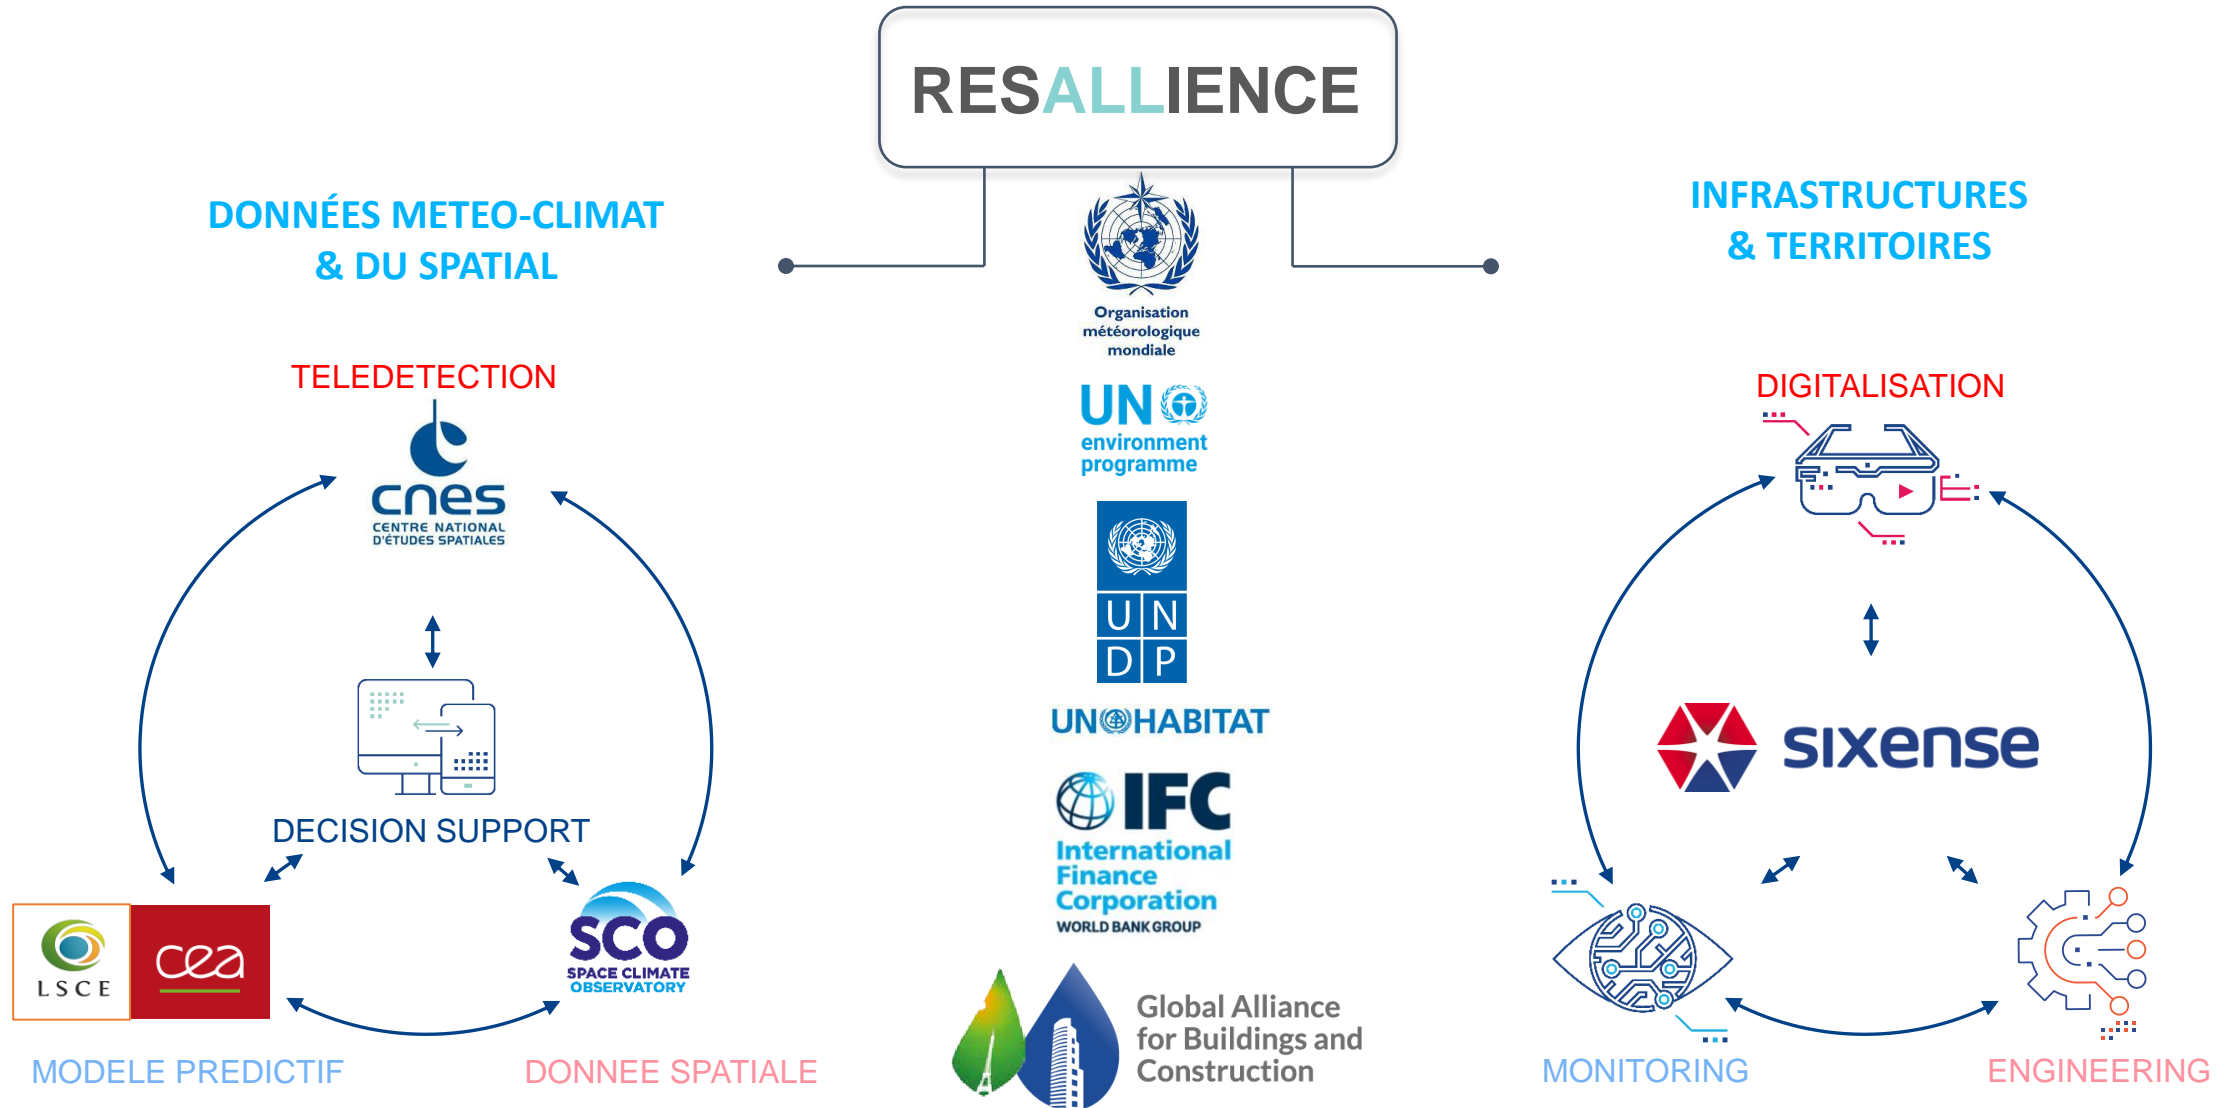 RESALLIENCE
DONNÉES METEO-CLIMAT
& DU SPATIAL
TELEDETECTION
cnes
CENTRE NATIONAL
D'ÉTUDES SPATIALES
DECISION SUPPORT
LSCE
cea
SCO
SPACE CLIMATE
OBSERVATORY
MODELE PREDICTIF
DONNEE SPATIALE
Organisation
météorologique
mondiale
UN
environment
programme
UN
DP
UN HABITAT
IFC
International
Finance
Corporation
WORLD BANK GROUP
Global Alliance
for Buildings and
Construction
INFRASTRUCTURES
& TERRITOIRES
DIGITALISATION
sixense
MONITORING
ENGINEERING